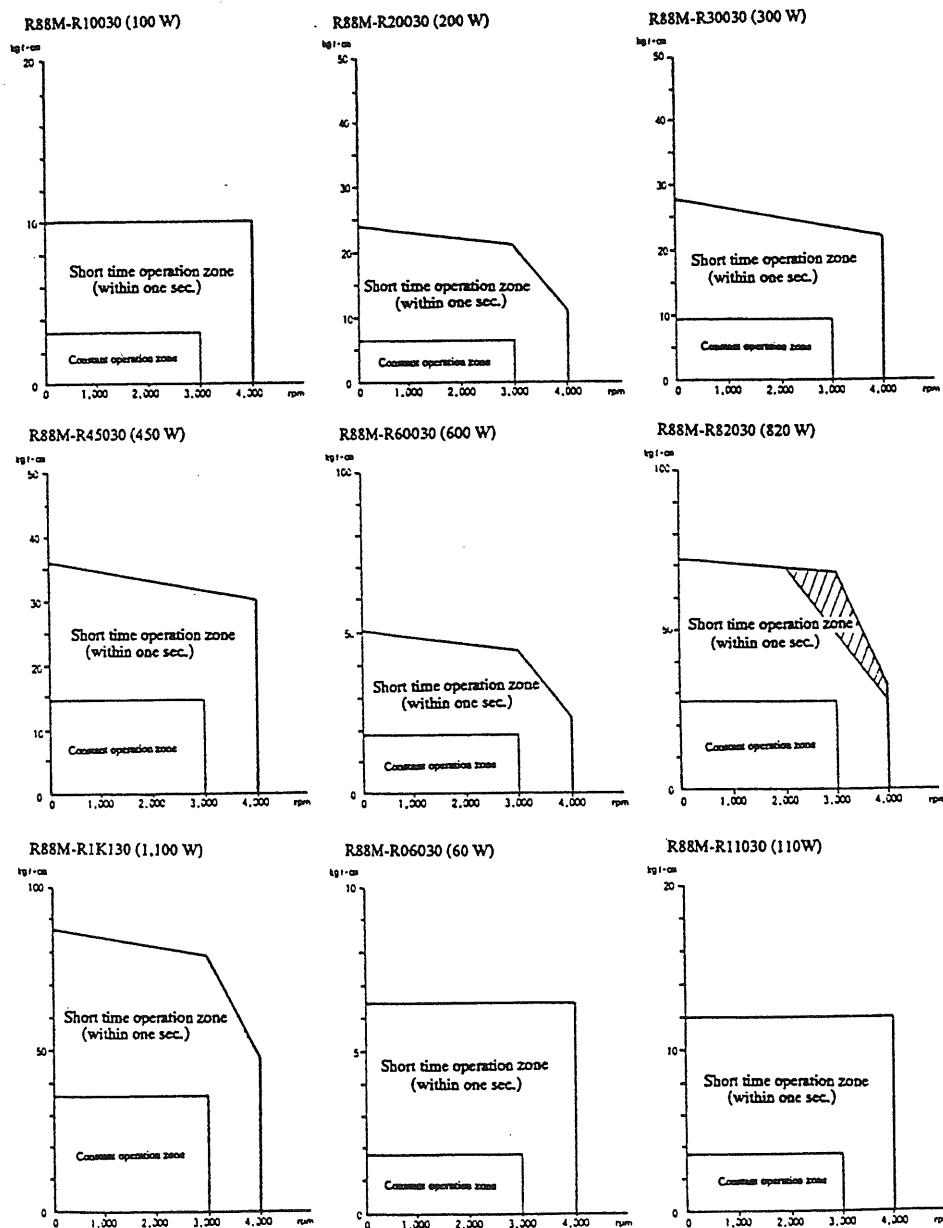 R88M-R10030 (100 W)
kgf-cm
20
10
0
Short time operation zone
(within one sec.)
Constant operation zone
0 1,000 2,000 3,000 4,000 rpm
R88M-R20030 (200 W)
kgf-cm
50
40
30
20
10
0
Short time operation zone
(within one sec.)
Constant operation zone
0 1,000 2,000 3,000 4,000 rpm
R88M-R30030 (300 W)
kgf-cm
50
40
30
20
10
0
Short time operation zone
(within one sec.)
Constant operation zone
0 1,000 2,000 3,000 4,000 rpm
R88M-R45030 (450 W)
kgf-cm
50
40
30
20
10
0
Short time operation zone
(within one sec.)
Constant operation zone
0 1,000 2,000 3,000 4,000 rpm
R88M-R60030 (600 W)
kgf-cm
100
50
0
Short time operation zone
(within one sec.)
Constant operation zone
0 1,000 2,000 3,000 4,000 rpm
R88M-R82030 (820 W)
kgf-cm
100
50
0
Short time operation zone
(within one sec.)
Constant operation zone
0 1,000 2,000 3,000 4,000 rpm
R88M-R1K130 (1,100 W)
kgf-cm
100
50
0
Short time operation zone
(within one sec.)
Constant operation zone
0 1,000 2,000 3,000 4,000 rpm
R88M-R06030 (60 W)
kgf-cm
10
5
0
Short time operation zone
(within one sec.)
Constant operation zone
0 1,000 2,000 3,000 4,000 rpm
R88M-R11030 (110W)
kgf-cm
20
10
0
Short time operation zone
(within one sec.)
Constant operation zone
0 1,000 2,000 3,000 4,000 rpm